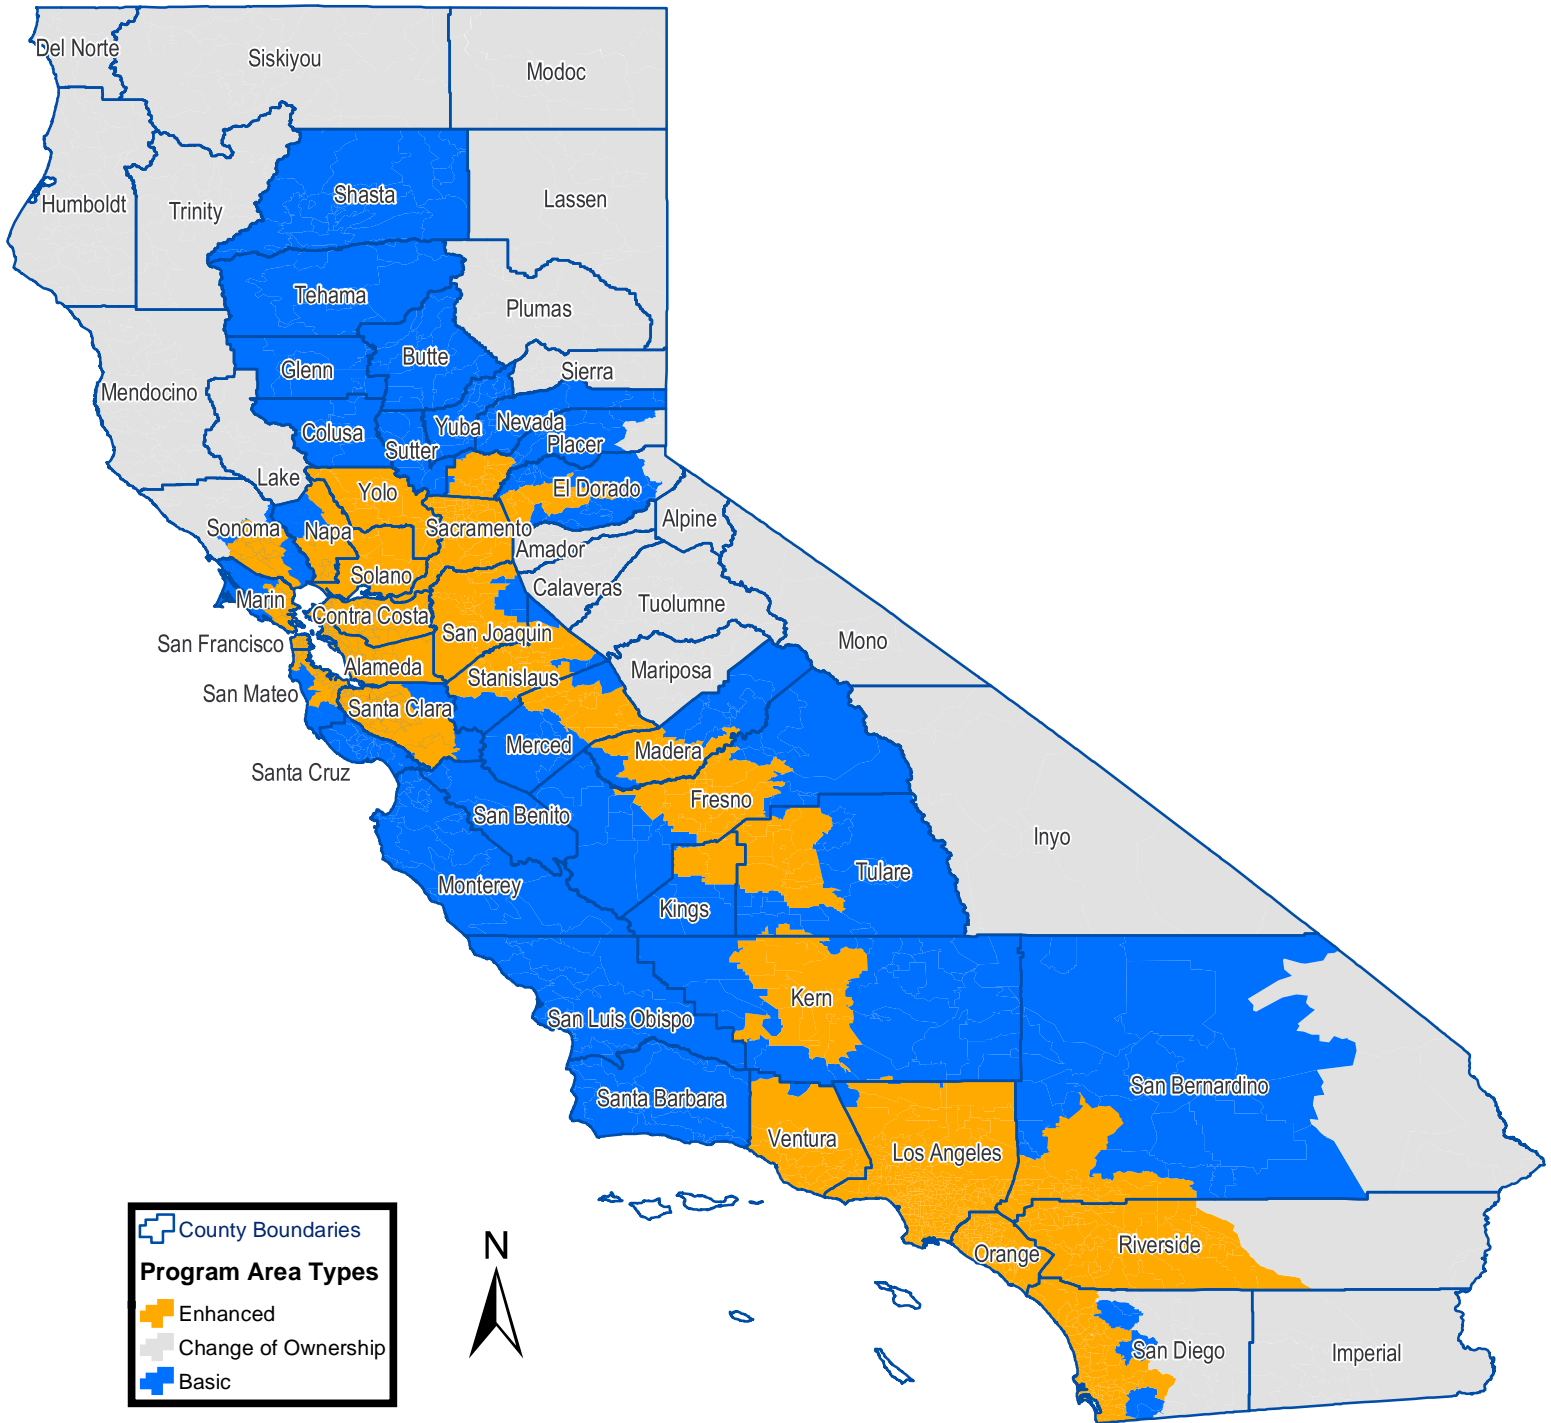 Del Norte
Siskiyou
Modoc
Shasta
Lassen
Humboldt
Trinity
Tehama
Plumas
Butte
Glenn
Sierra
Mendocino
Nevada
Yuba
Colusa
Placer
Sutter
Lake
El Dorado
Yolo
Alpine
Sonoma
Napa
Sacramento
Amador
Solano
Calaveras
Marin
Tuolumne
Contra Costa
San Joaquin
Mono
San Francisco
Alameda
Mariposa
Stanislaus
San Mateo
Santa Clara
Merced
Madera
Santa Cruz
Fresno
San Benito
Inyo
Tulare
Monterey
Kings
Kern
San Luis Obispo
San Bernardino
Santa Barbara
Ventura
Los Angeles
Riverside
Orange
San Diego
Imperial
N
County Boundaries
Program Area Types
Enhanced
Change of Ownership
Basic